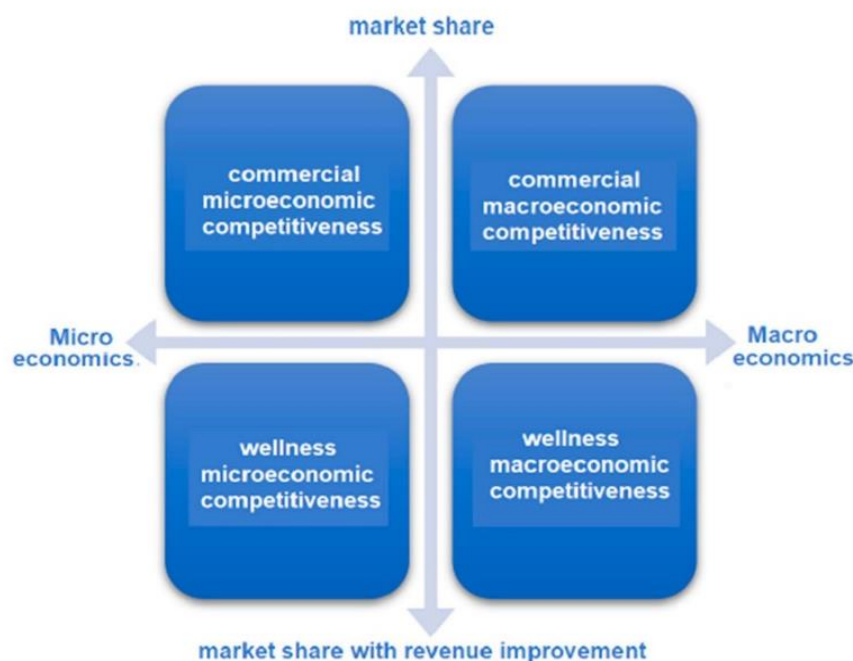 market share
commercial
microeconomic
competitiveness
commercial
macroeconomic
competitiveness
Micro
economics.
Macro
economics
wellness
microeconomic
competitiveness
wellness
macroeconomic
competitiveness
market share with revenue improvement